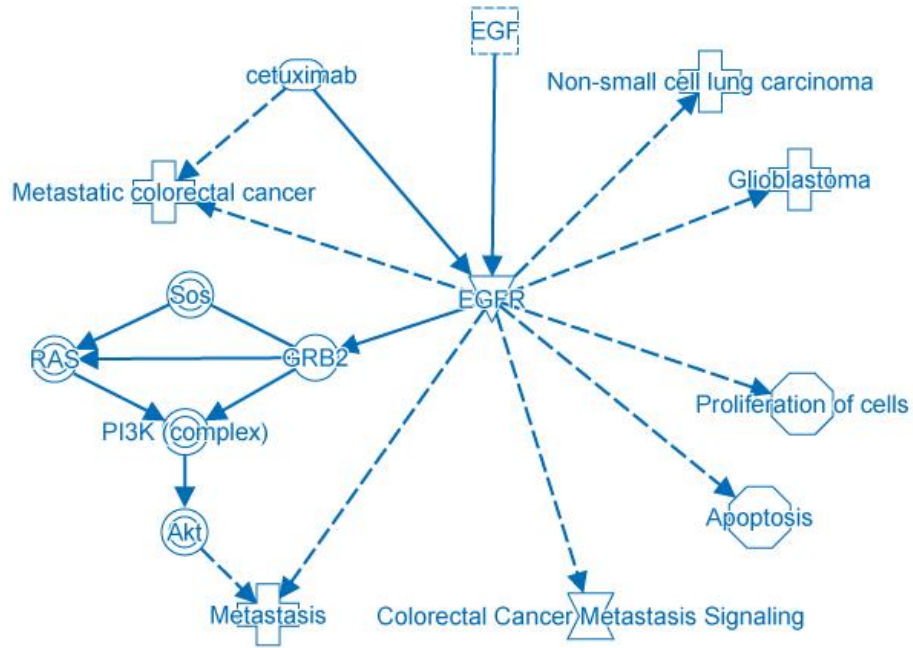 EGF
cetuximab
Non-small cell lung carcinoma
Metastatic colorectal cancer
Glioblastoma
Sos
EGFR
RAS
GRB2
Proliferation of cells
PI3K (complex)
Akt
Apoptosis
Metastasis
Colorectal Cancer Metastasis Signaling